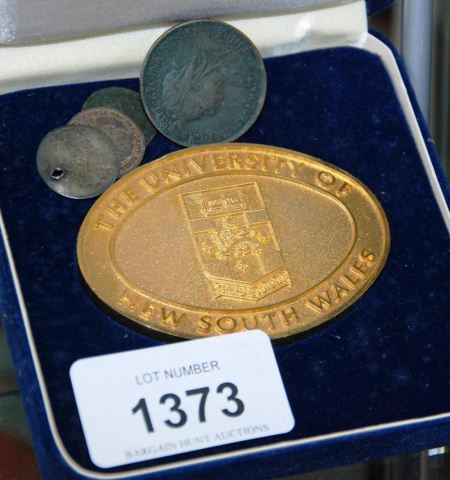 THE UNIVERSITY OF
NEW SOUTH WALES
LOT NUMBER
1373
BARGAIN HUNT AUCTIONS